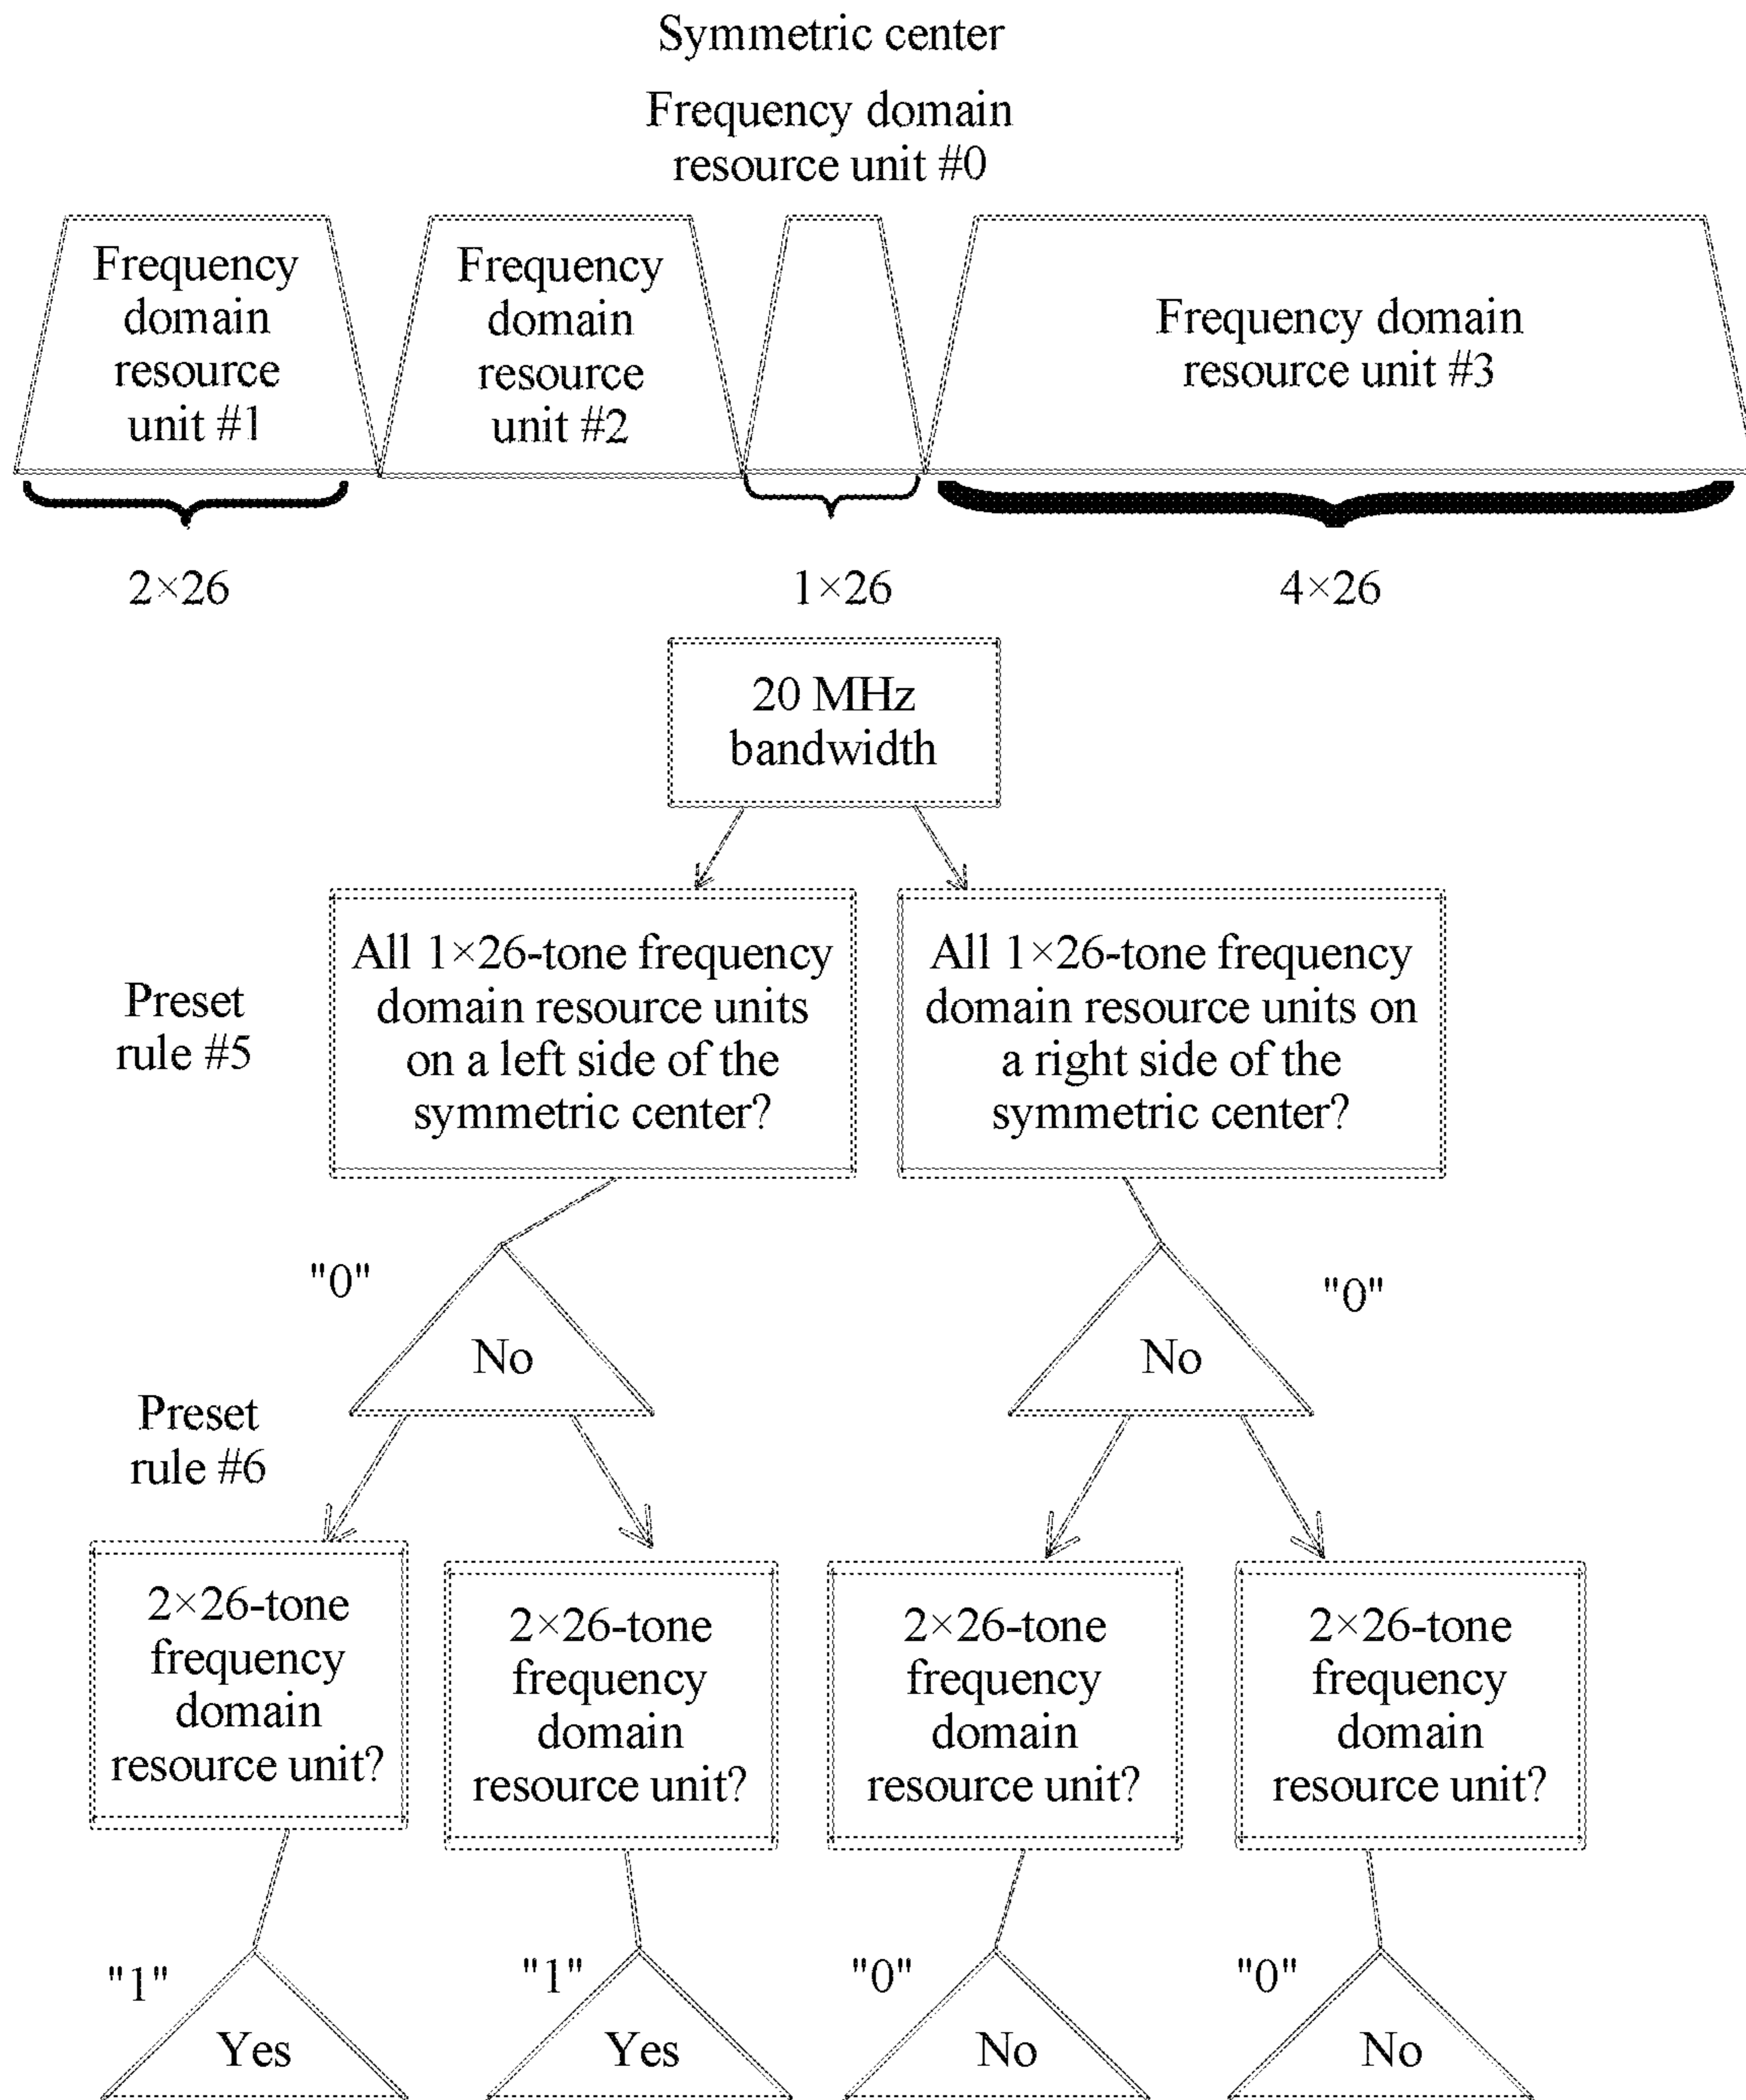 Symmetric center
Frequency domain
resource unit #0
Frequency
domain
resource
unit #1
Frequency
domain
resource
unit #2
Frequency domain
resource unit #3
2×26
1×26
4×26
20 MHz
bandwidth
Preset
rule #5
All 1×26-tone frequency
domain resource units
on a left side of the
symmetric center?
All 1×26-tone frequency
domain resource units on
a right side of the
symmetric center?
"0"
No
No
"0"
Preset
rule #6
2×26-tone
frequency
domain
resource unit?
2×26-tone
frequency
domain
resource unit?
2×26-tone
frequency
domain
resource unit?
2×26-tone
frequency
domain
resource unit?
"1"
Yes
"1"
Yes
"0"
No
"0"
No